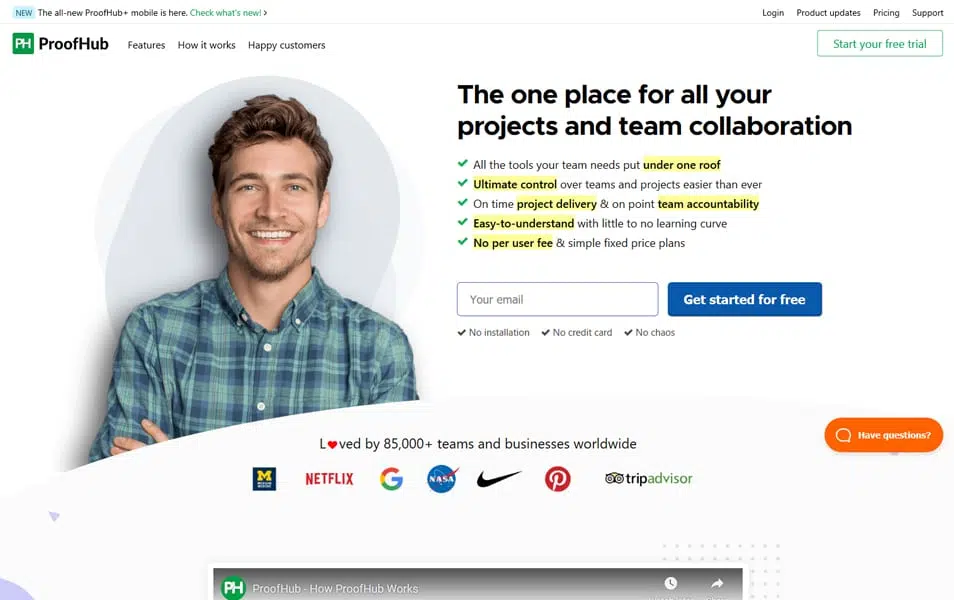 NEW The all-new ProofHub+ mobile is here. Check what's new! ›
Login Product updates Pricing Support
PH ProofHub Features How it works Happy customers
Start your free trial
The one place for all your
projects and team collaboration
All the tools your team needs put under one roof
Ultimate control over teams and projects easier than ever
On time project delivery & on point team accountability
Easy-to-understand with little to no learning curve
No per user fee & simple fixed price plans
Your email Get started for free
No installation No credit card No chaos
Have questions?
L❤ved by 85,000+ teams and businesses worldwide
M NETFLIX G NASA tripadvisor
PH ProofHub - How ProofHub Works